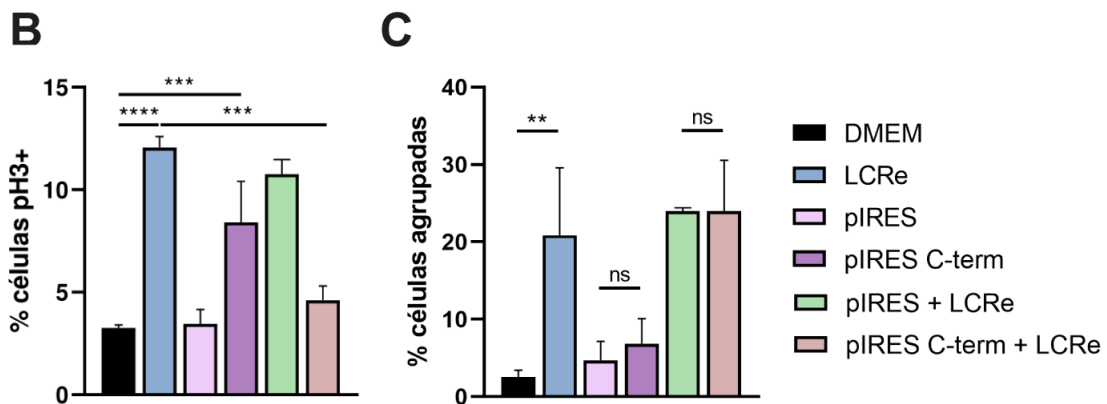 B
% células pH3+
15
10
5
0
***
****
***
C
% células agrupadas
40
30
20
10
0
**
ns
ns
DMEM
LCRe
pIRES
pIRES C-term
pIRES + LCRe
pIRES C-term + LCRe